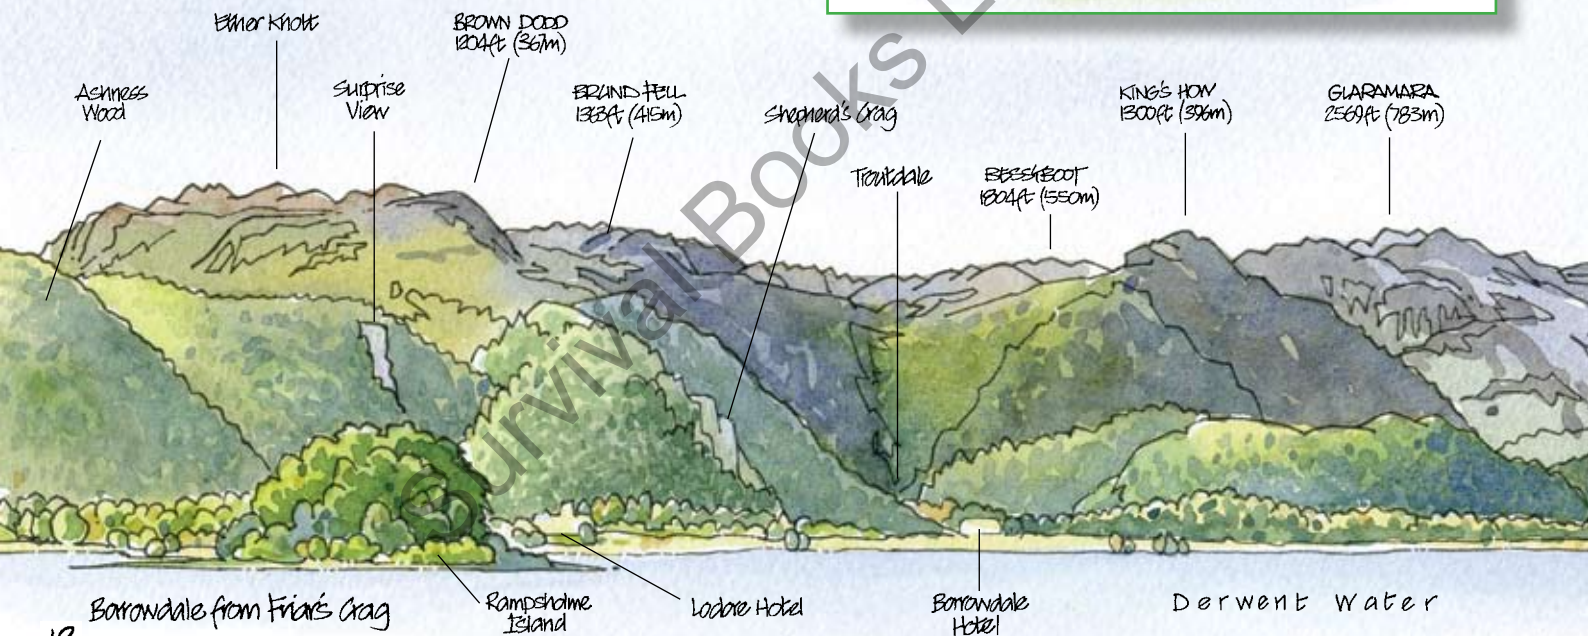 Ether Knott
BROWN DODD
1204ft (367m)
Ashness
Wood
Surprise
View
BRUND FELL
1363ft (415m)
Shepherd's Crag
KING'S HOW
1300ft (396m)
GLARAMARA
2569ft (783m)
Troutdale
BESSYBOOT
1804ft (550m)
Survival Books L
Borrowdale from Friar's Crag
Rampsholme
Island
Lodore Hotel
Borrowdale
Hotel
Derwent Water